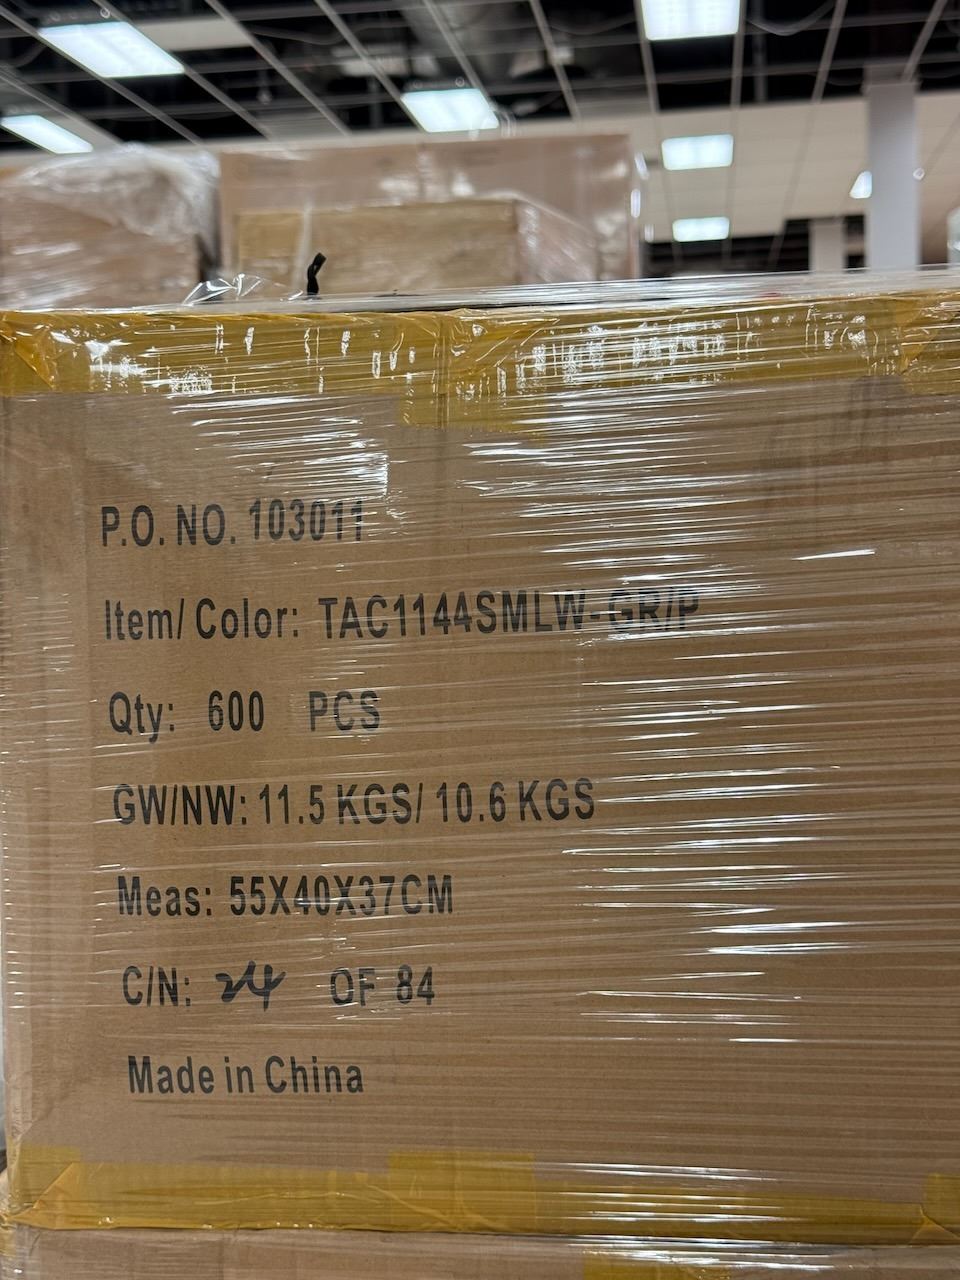 P.O. NO. 103011
Item/ Color: TAC1144SMLW-GR/P
Qty: 600 PCS
GW/NW: 11.5 KGS/ 10.6 KGS
Meas: 55X40X37CM
C/N: 24 OF 84
Made in China